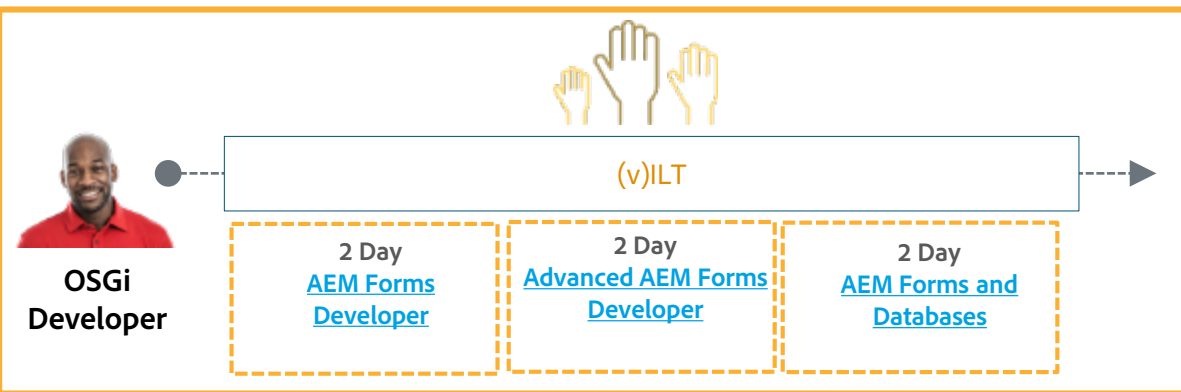 (v)ILT
OSGi
Developer
2 Day
AEM Forms
Developer
2 Day
Advanced AEM Forms
Developer
2 Day
AEM Forms and
Databases